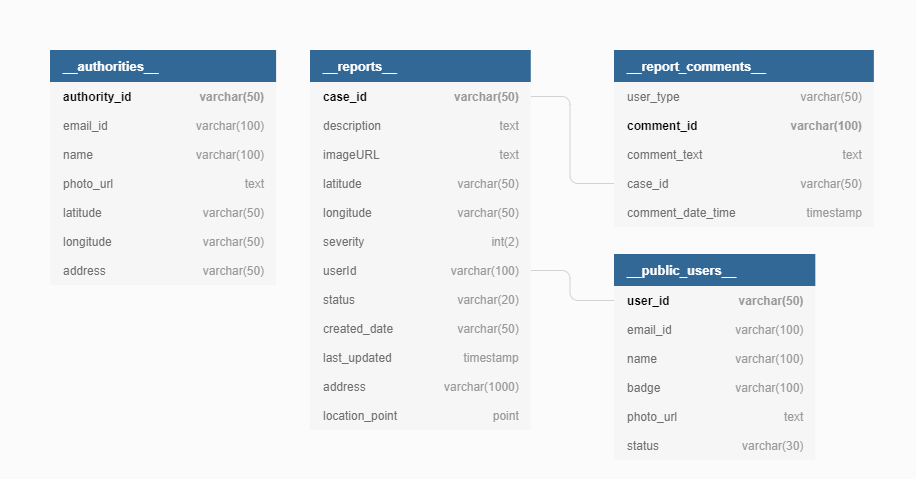 __authorities__
authority_id varchar(50)
email_id varchar(100)
name varchar(100)
photo_url text
latitude varchar(50)
longitude varchar(50)
address varchar(50)
__reports__
case_id varchar(50)
description text
imageURL text
latitude varchar(50)
longitude varchar(50)
severity int(2)
userId varchar(100)
status varchar(20)
created_date varchar(50)
last_updated timestamp
address varchar(1000)
location_point point
__report_comments__
user_type varchar(50)
comment_id varchar(100)
comment_text text
case_id varchar(50)
comment_date_time timestamp
__public_users__
user_id varchar(50)
email_id varchar(100)
name varchar(100)
badge varchar(100)
photo_url text
status varchar(30)